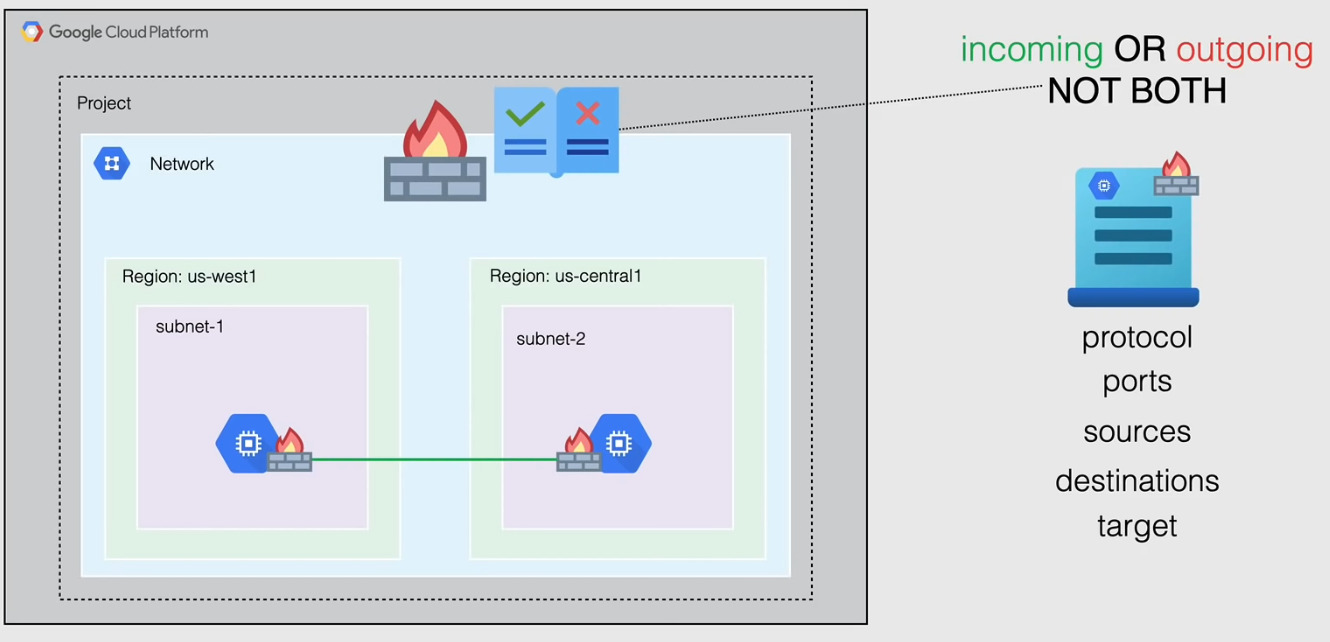 Google Cloud Platform
Project
Network
Region: us-west1
subnet-1
Region: us-central1
subnet-2
incoming OR outgoing
NOT BOTH
protocol
ports
sources
destinations
target